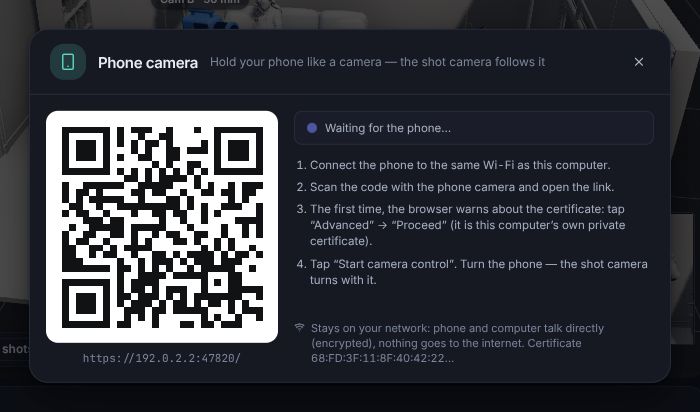 Cam B · 50 mm
Phone camera
Hold your phone like a camera — the shot camera follows it
Waiting for the phone…
1. Connect the phone to the same Wi-Fi as this computer.
2. Scan the code with the phone camera and open the link.
3. The first time, the browser warns about the certificate: tap
“Advanced” → “Proceed” (it is this computer’s own private
certificate).
4. Tap “Start camera control”. Turn the phone — the shot camera
turns with it.
Stays on your network: phone and computer talk directly
(encrypted), nothing goes to the internet. Certificate
68:FD:3F:11:8F:40:42:22…
https://192.0.2.2:47820/
shot